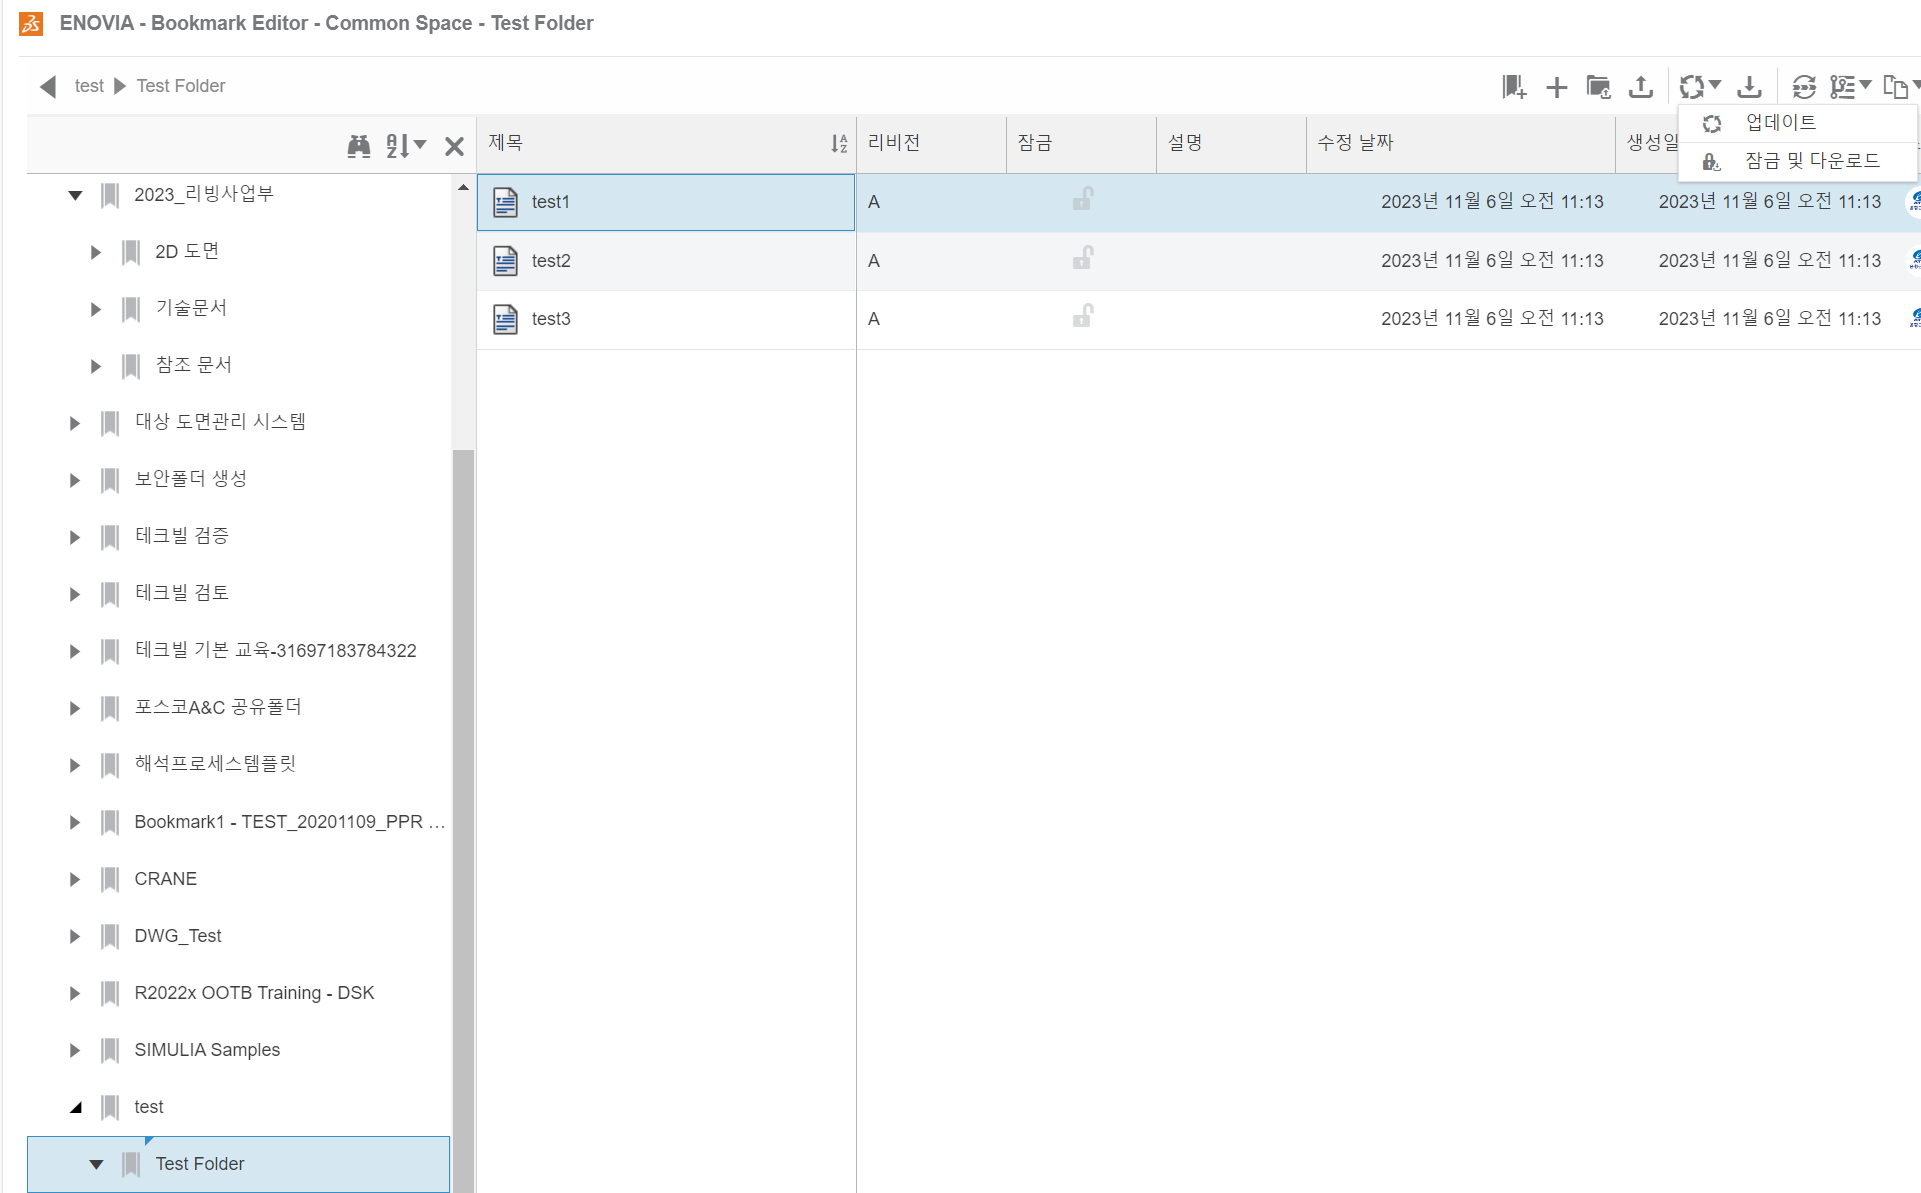 ENOVIA - Bookmark Editor - Common Space - Test Folder
test Test Folder
업데이트
잠금 및 다운로드
제목 리비전 잠금 설명 수정 날짜 생성일
test1 A 2023년 11월 6일 오전 11:13 2023년 11월 6일 오전 11:13
test2 A 2023년 11월 6일 오전 11:13 2023년 11월 6일 오전 11:13
test3 A 2023년 11월 6일 오전 11:13 2023년 11월 6일 오전 11:13
2023_리빙사업부
2D 도면
기술문서
참조 문서
대상 도면관리 시스템
보안폴더 생성
테크빌 검증
테크빌 검토
테크빌 기본 교육-31697183784322
포스코A&C 공유폴더
해석프로세스템플릿
Bookmark1 - TEST_20201109_PPR ...
CRANE
DWG_Test
R2022x OOTB Training - DSK
SIMULIA Samples
test
Test Folder